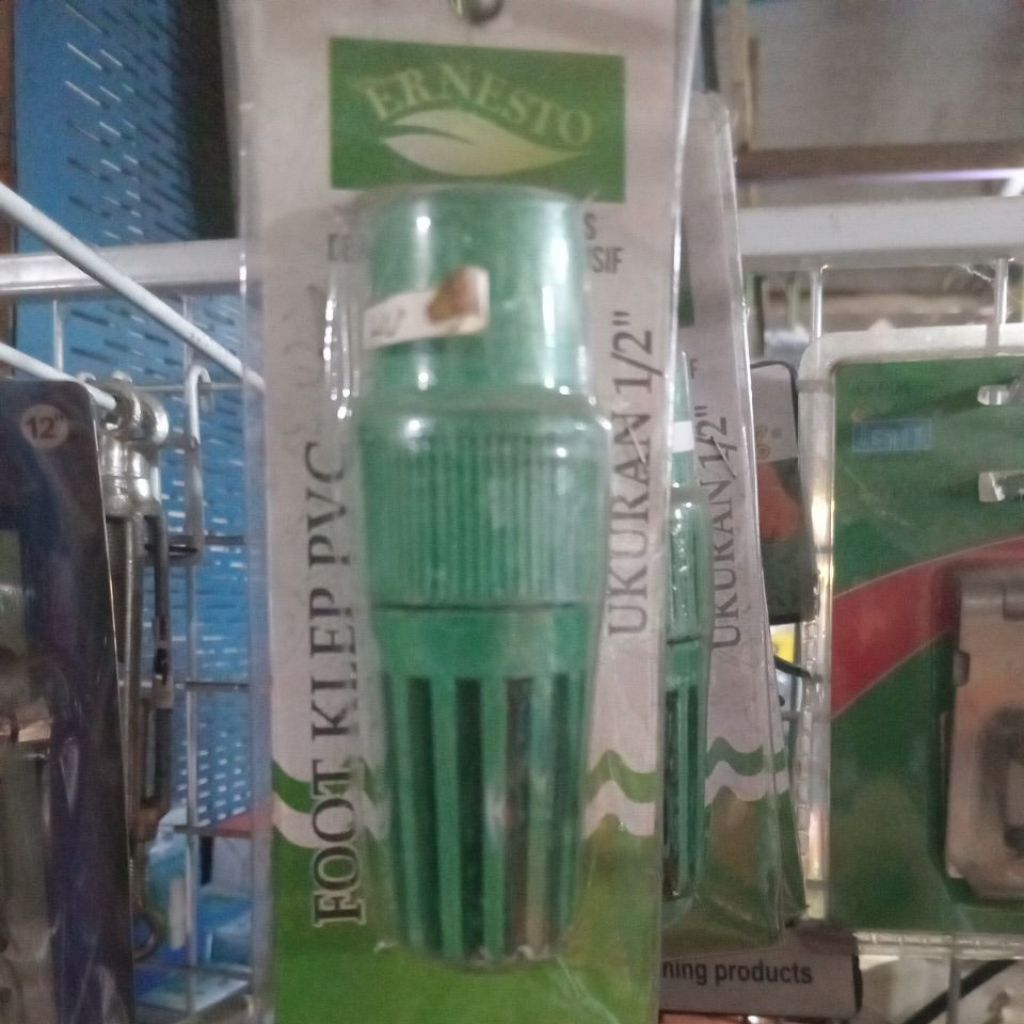 ERNESTO
FOOT KLEP PVC
UKURAN 1/2"
UKURAN 1/2"
12"
ning products